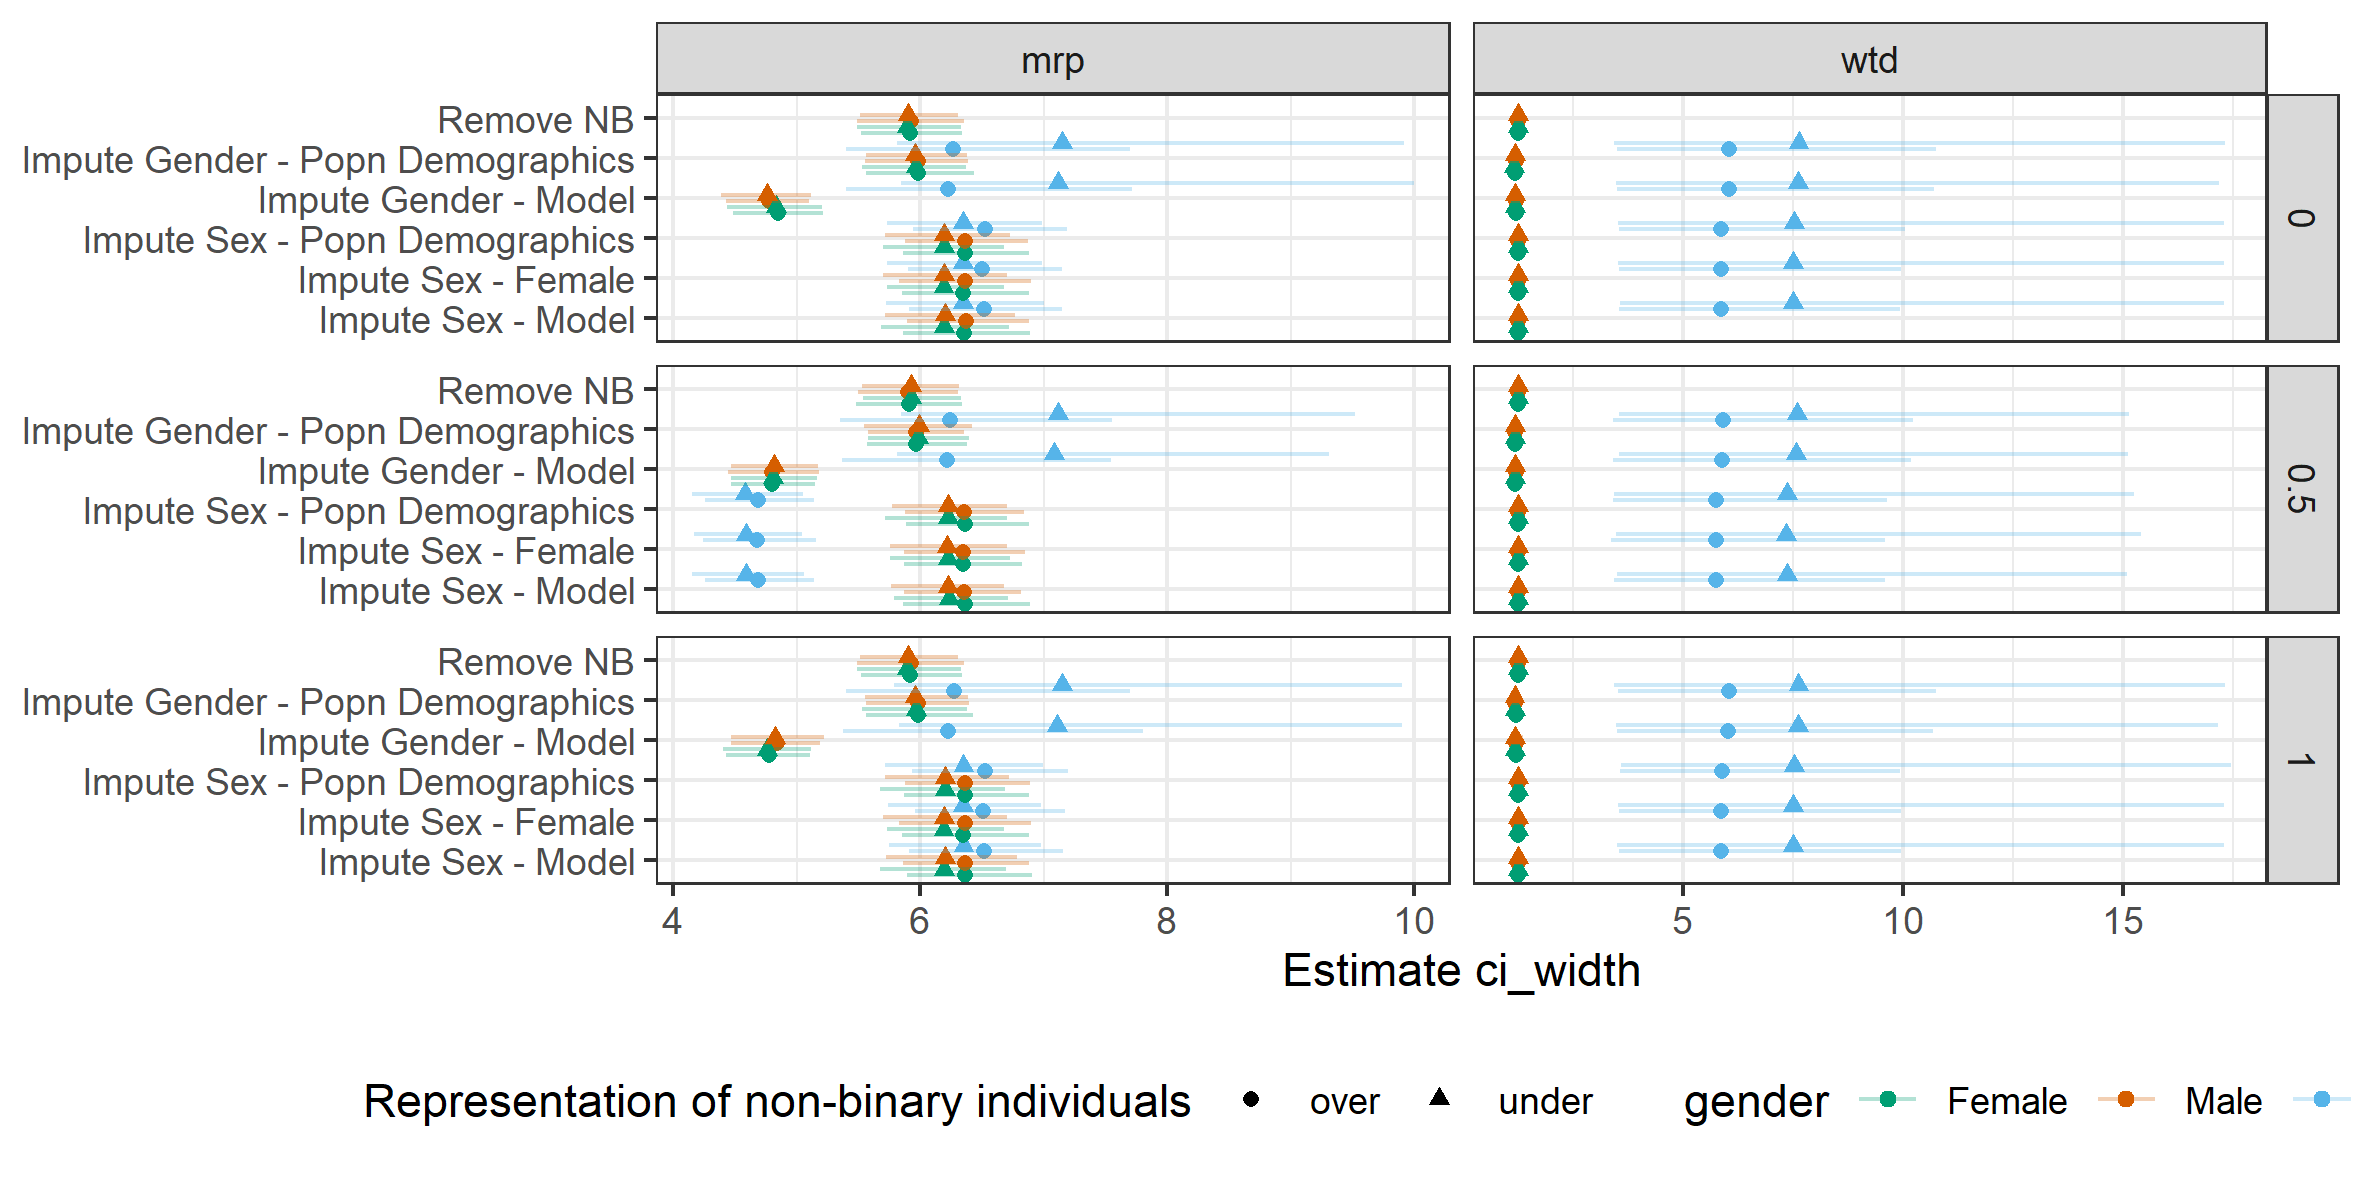 mrp wtd
Remove NB
Impute Gender - Popn Demographics
Impute Gender - Model
Impute Sex - Popn Demographics
Impute Sex - Female
Impute Sex - Model
0
Remove NB
Impute Gender - Popn Demographics
Impute Gender - Model
Impute Sex - Popn Demographics
Impute Sex - Female
Impute Sex - Model
0.5
Remove NB
Impute Gender - Popn Demographics
Impute Gender - Model
Impute Sex - Popn Demographics
Impute Sex - Female
Impute Sex - Model
1
4 6 8 10 5 10 15
Estimate ci_width
Representation of non-binary individuals over under gender Female Male